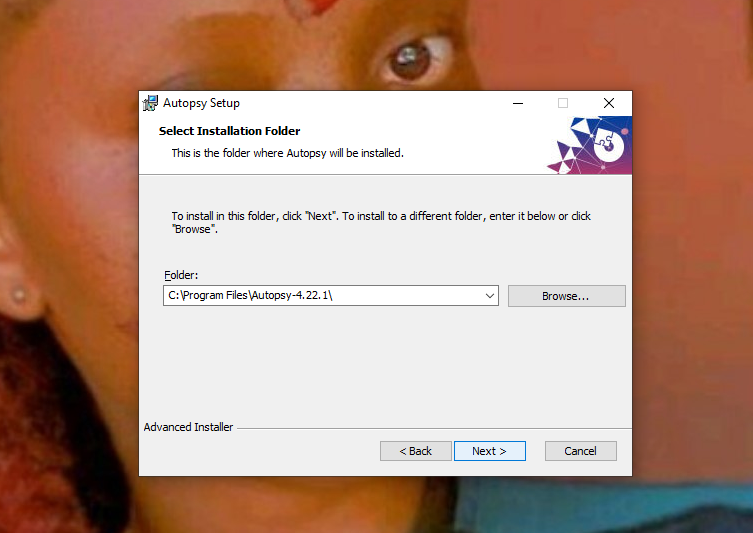 Autopsy Setup
Select Installation Folder
This is the folder where Autopsy will be installed.
To install in this folder, click "Next". To install to a different folder, enter it below or click
"Browse".
Folder:
C:\Program Files\Autopsy-4.22.1\
Browse...
Advanced Installer
< Back
Next >
Cancel